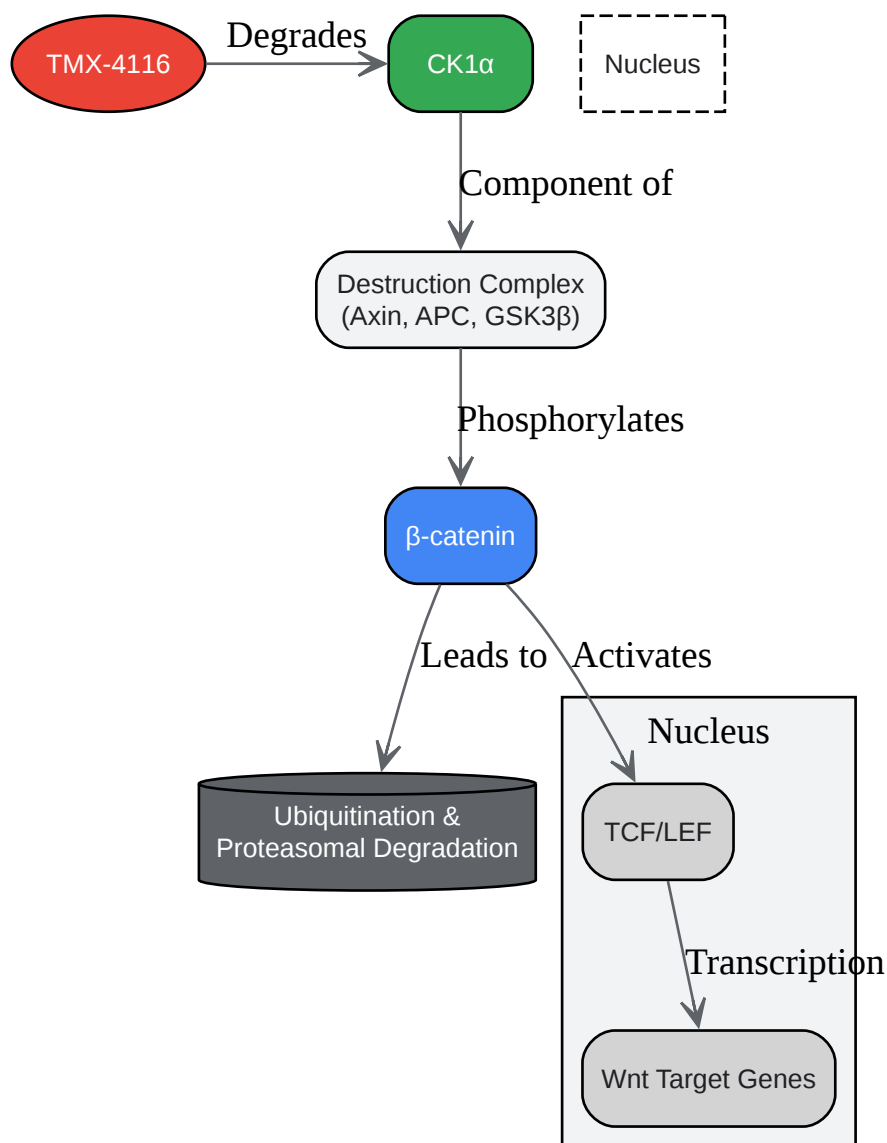 TMX-4116
Degrades
CK1α
Nucleus
Component of
Destruction Complex
(Axin, APC, GSK3β)
Phosphorylates
β-catenin
Leads to
Activates
Nucleus
Ubiquitination &
Proteasomal Degradation
TCF/LEF
Transcription
Wnt Target Genes